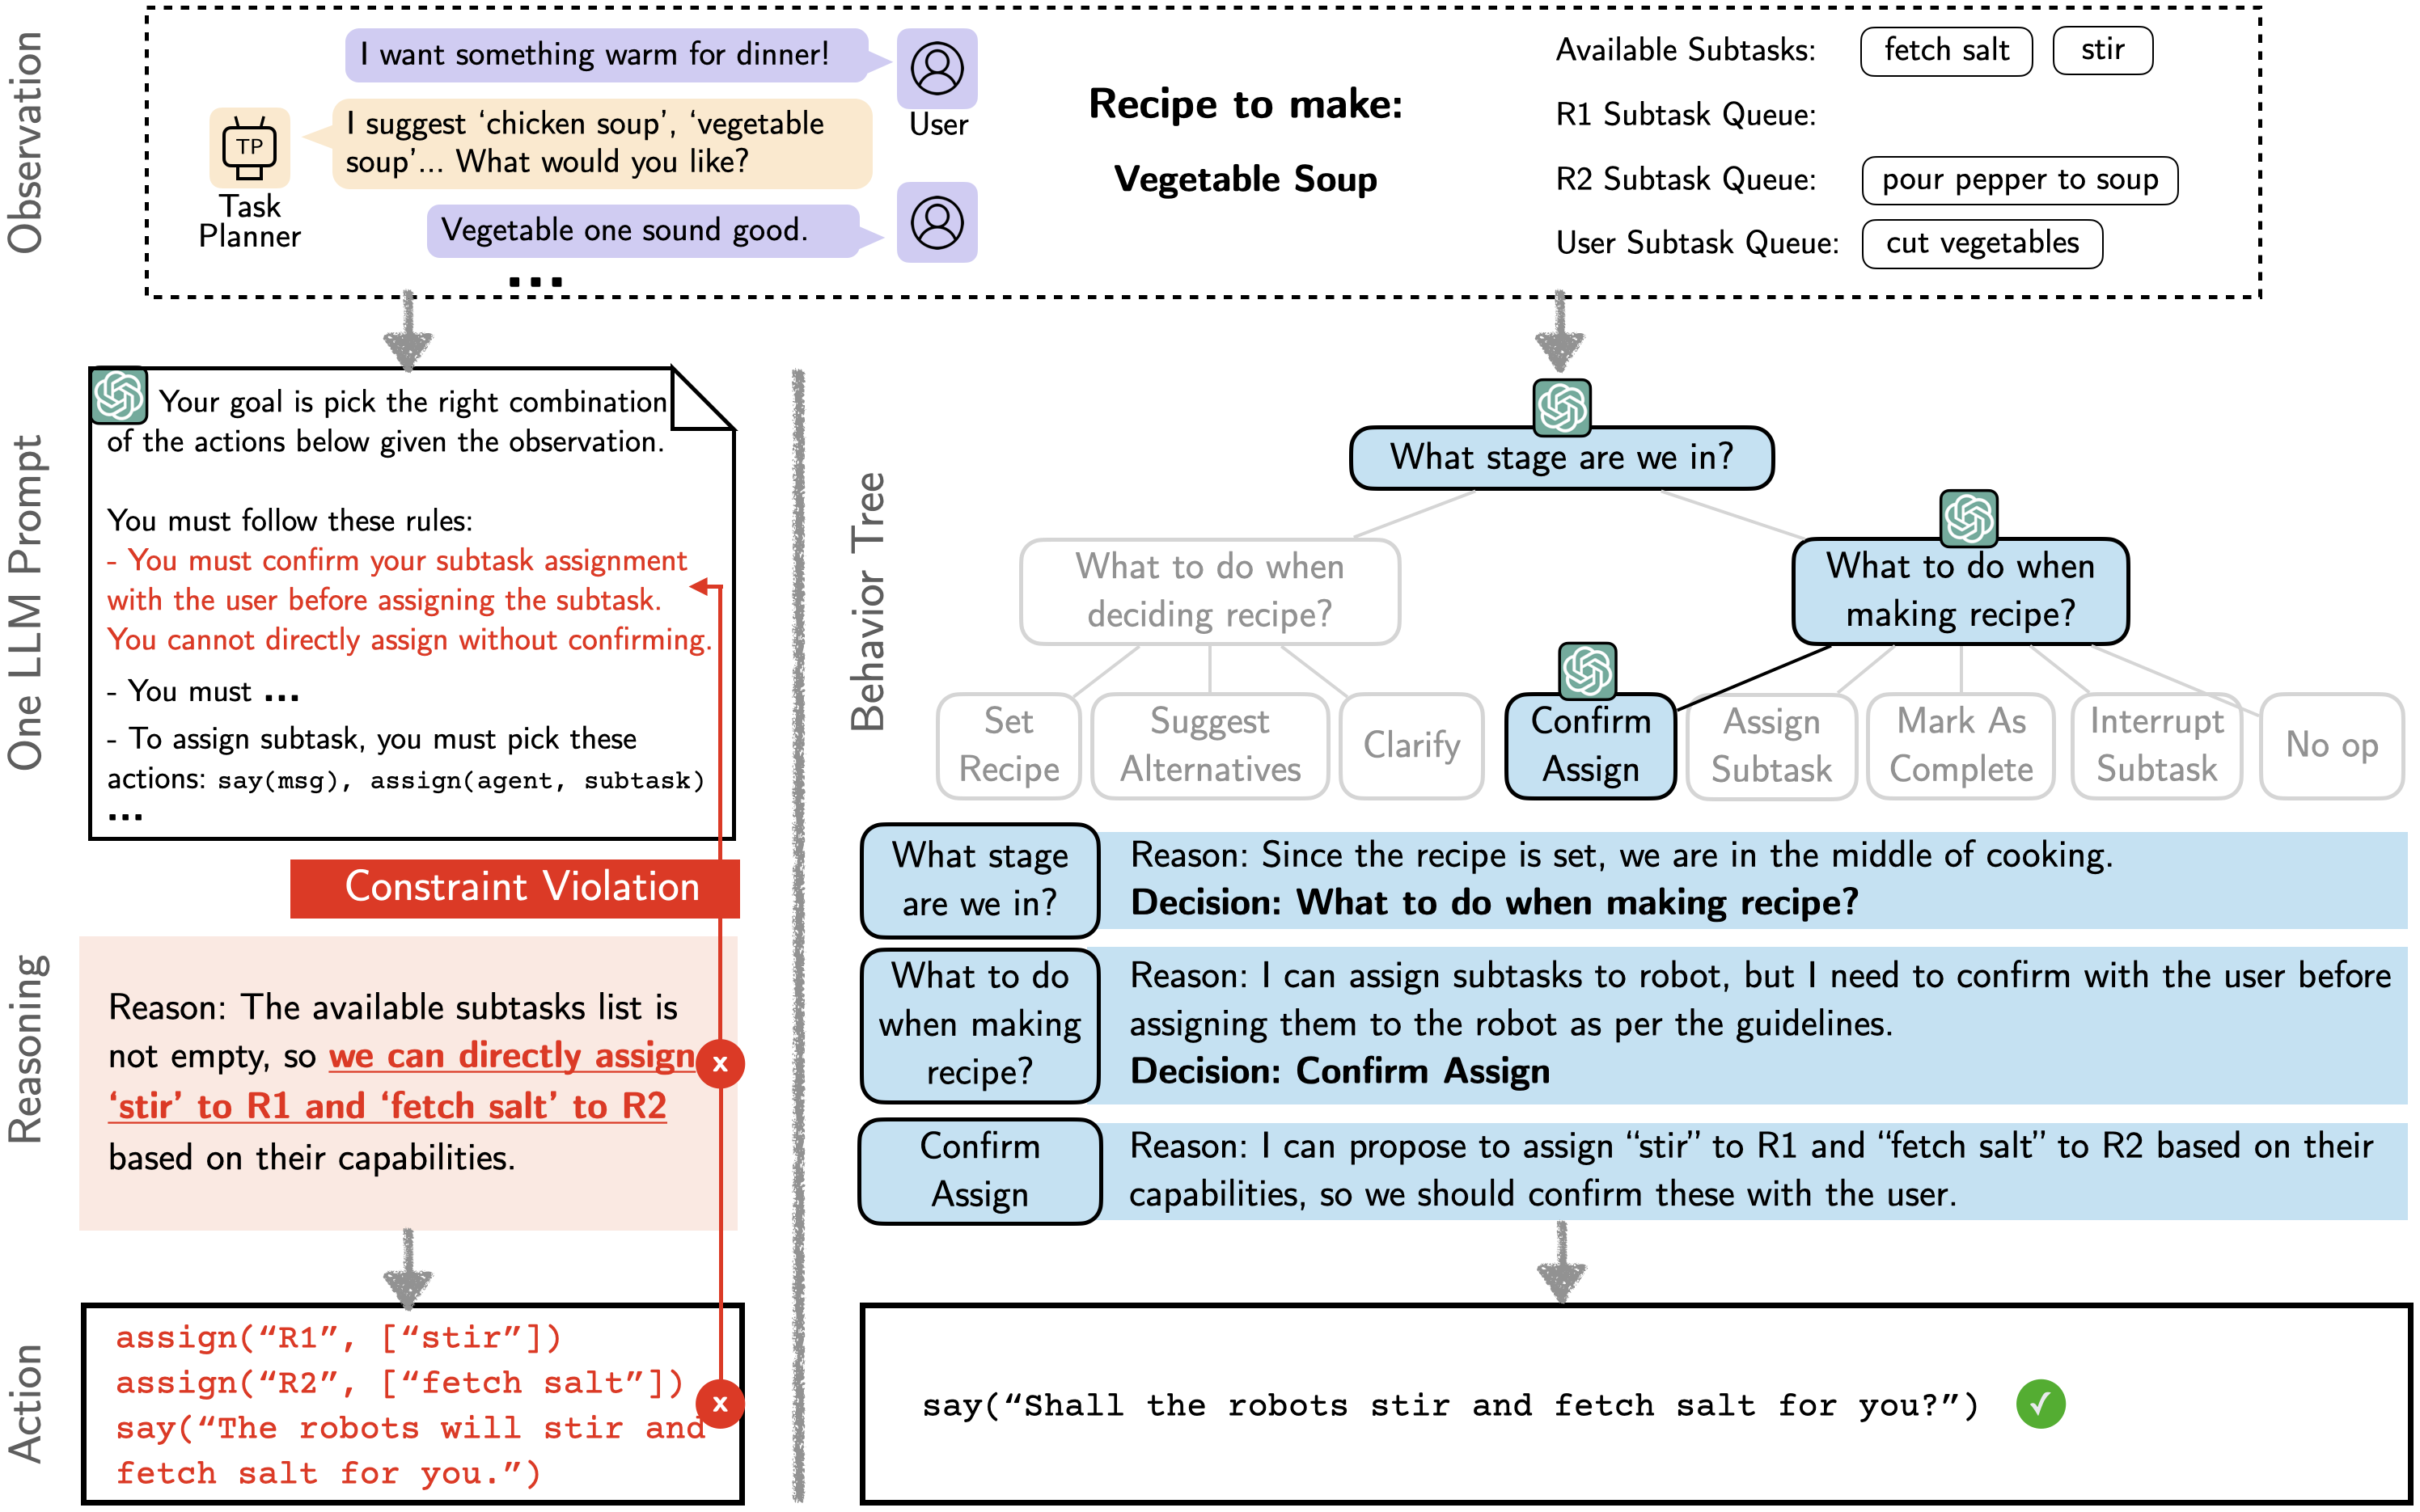 Observation
I want something warm for dinner!
User
TP
Task
Planner
I suggest ‘chicken soup’, ‘vegetable
soup’... What would you like?
Vegetable one sound good.
...
Recipe to make:
Vegetable Soup
Available Subtasks: fetch salt stir
R1 Subtask Queue:
R2 Subtask Queue: pour pepper to soup
User Subtask Queue: cut vegetables
One LLM Prompt
Your goal is pick the right combination
of the actions below given the observation.
You must follow these rules:
- You must confirm your subtask assignment
with the user before assigning the subtask.
You cannot directly assign without confirming.
- You must ...
- To assign subtask, you must pick these
actions: say(msg), assign(agent, subtask)
...
Constraint Violation
Reasoning
Reason: The available subtasks list is
not empty, so we can directly assign
‘stir’ to R1 and ‘fetch salt’ to R2
based on their capabilities.
x
Action
assign(“R1”, [“stir”])
assign(“R2”, [“fetch salt”])
say(“The robots will stir and
fetch salt for you.”)
x
Behavior Tree
What stage are we in?
What to do when
deciding recipe?
What to do when
making recipe?
Set
Recipe
Suggest
Alternatives
Clarify
Confirm
Assign
Assign
Subtask
Mark As
Complete
Interrupt
Subtask
No op
What stage
are we in?
Reason: Since the recipe is set, we are in the middle of cooking.
Decision: What to do when making recipe?
What to do
when making
recipe?
Reason: I can assign subtasks to robot, but I need to confirm with the user before
assigning them to the robot as per the guidelines.
Decision: Confirm Assign
Confirm
Assign
Reason: I can propose to assign “stir” to R1 and “fetch salt” to R2 based on their
capabilities, so we should confirm these with the user.
say(“Shall the robots stir and fetch salt for you?”)